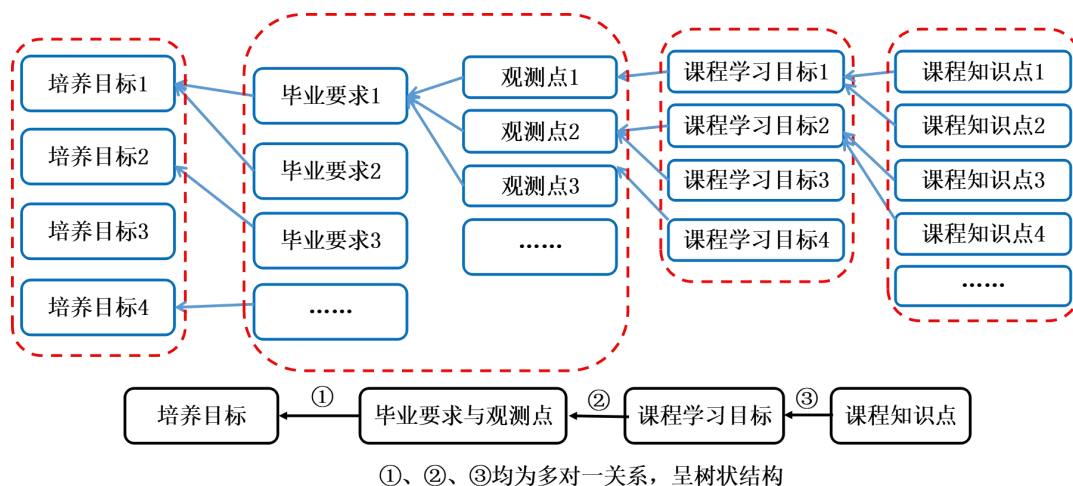 培养目标1
培养目标2
培养目标3
培养目标4
毕业要求1
毕业要求2
毕业要求3
……
观测点1
观测点2
观测点3
……
课程学习目标1
课程学习目标2
课程学习目标3
课程学习目标4
课程知识点1
课程知识点2
课程知识点3
课程知识点4
……
培养目标
①
毕业要求与观测点
②
课程学习目标
③
课程知识点
①、②、③均为多对一关系，呈树状结构